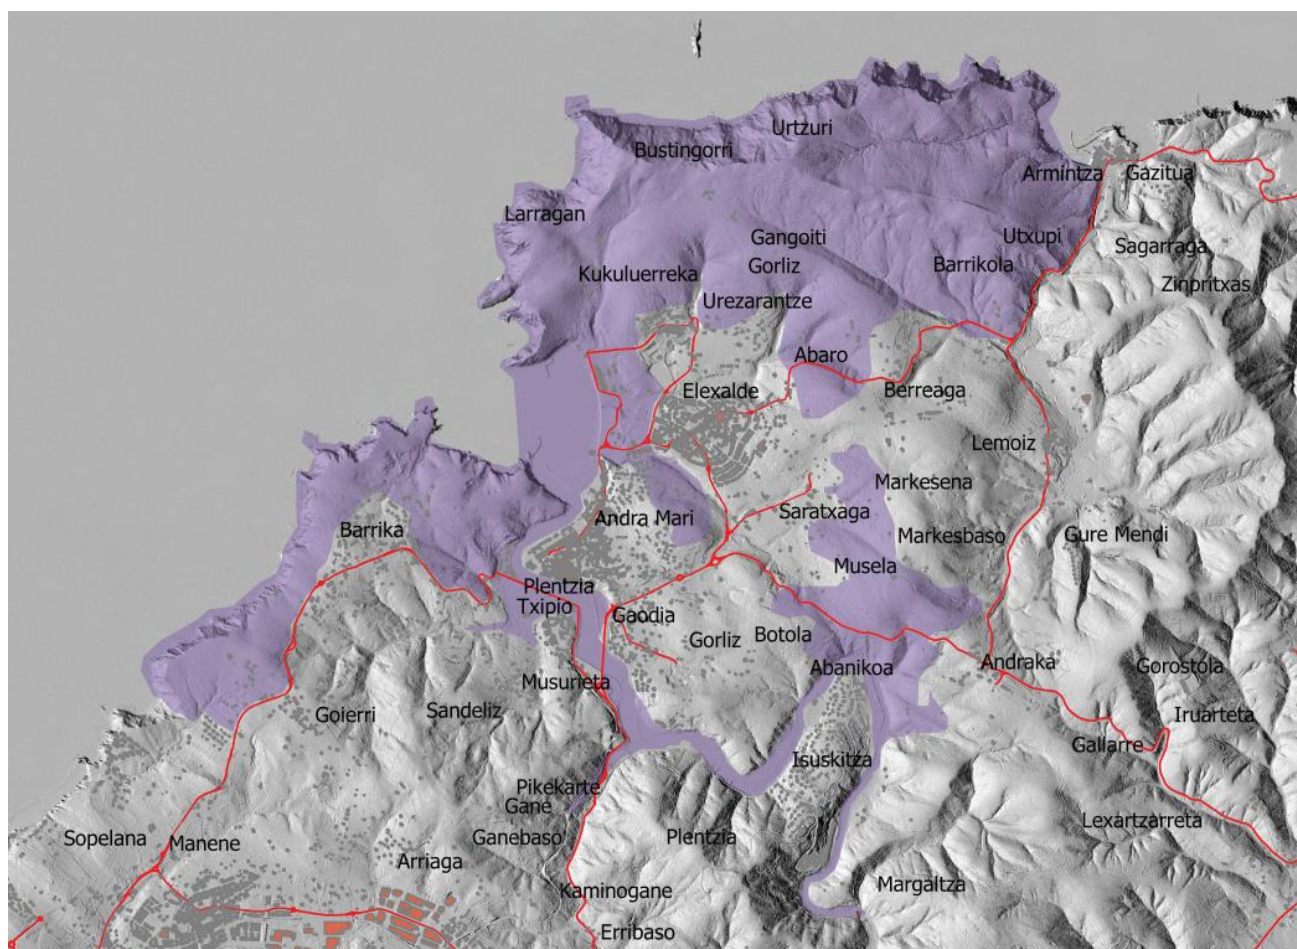 Urtzuri
Bustingorri
Armintza
Gazitua
Larragan
Gangoiti
Utxupi
Sagarraga
Kukuluerreka
Gorliz
Barrikola
Zinpritxas
Urezarantze
Abaro
Elexalde
Berreaga
Lemoiz
Markesena
Saratxaga
Andra Mari
Barrika
Markesbaso
Gure Mendi
Musela
Plentzia
Txipio
Gaodia
Gorliz
Botola
Abanikoa
Andraka
Gorostola
Musurieta
Goierri
Sandeliz
Iruarteta
Gallarre
Isuskitza
Pikekarte
Gane
Ganebaso
Plentzia
Lexartzarreta
Sopelana
Manene
Arriaga
Kaminogane
Margaltza
Erribaso